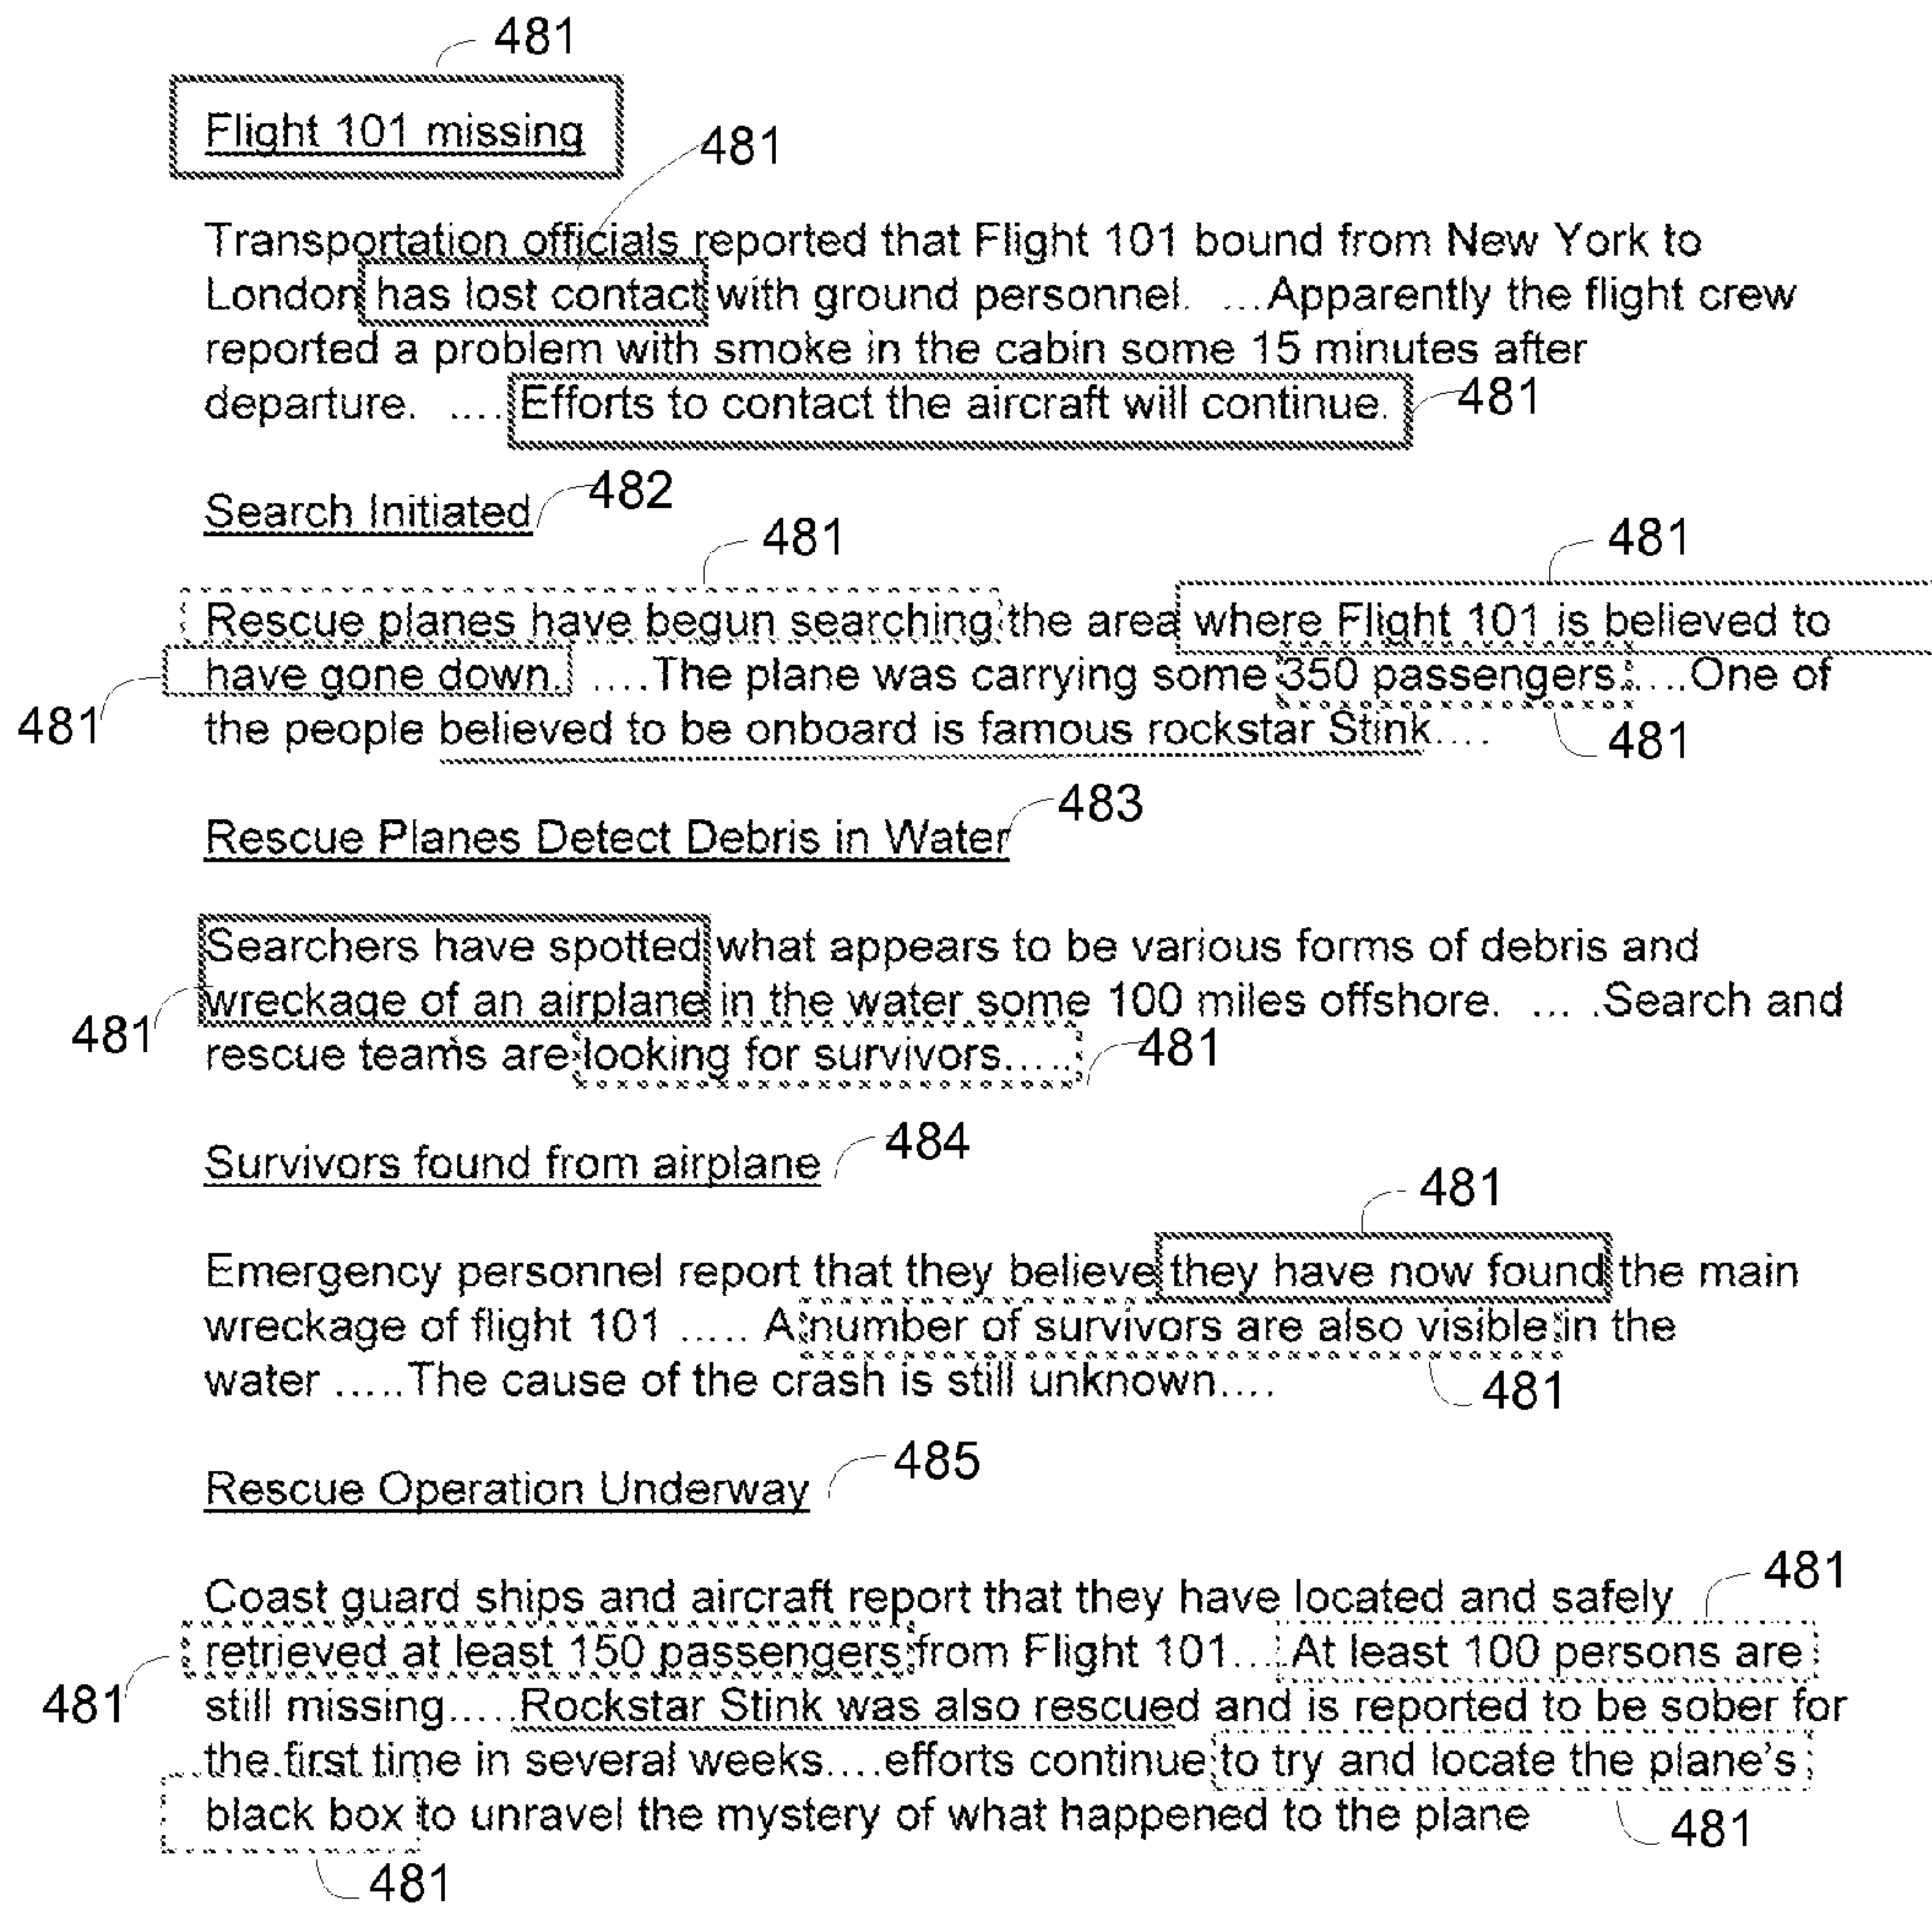 481
Flight 101 missing
481
Transportation officials reported that Flight 101 bound from New York to
London has lost contact with ground personnel. ...Apparently the flight crew
reported a problem with smoke in the cabin some 15 minutes after
departure. ....Efforts to contact the aircraft will continue. 481
Search Initiated 482
481 481
Rescue planes have begun searching the area where Flight 101 is believed to
have gone down. ....The plane was carrying some 350 passengers.....One of
481 the people believed to be onboard is famous rockstar Stink.... 481
Rescue Planes Detect Debris in Water 483
Searchers have spotted what appears to be various forms of debris and
wreckage of an airplane in the water some 100 miles offshore. ... .Search and
481 rescue teams are looking for survivors..... 481
Survivors found from airplane 484
481
Emergency personnel report that they believe they have now found the main
wreckage of flight 101 ..... A number of survivors are also visible in the
water .....The cause of the crash is still unknown.... 481
Rescue Operation Underway 485
Coast guard ships and aircraft report that they have located and safely 481
retrieved at least 150 passengers from Flight 101....At least 100 persons are
481 still missing.....Rockstar Stink was also rescued and is reported to be sober for
the first time in several weeks....efforts continue to try and locate the plane's
black box to unravel the mystery of what happened to the plane 481
481